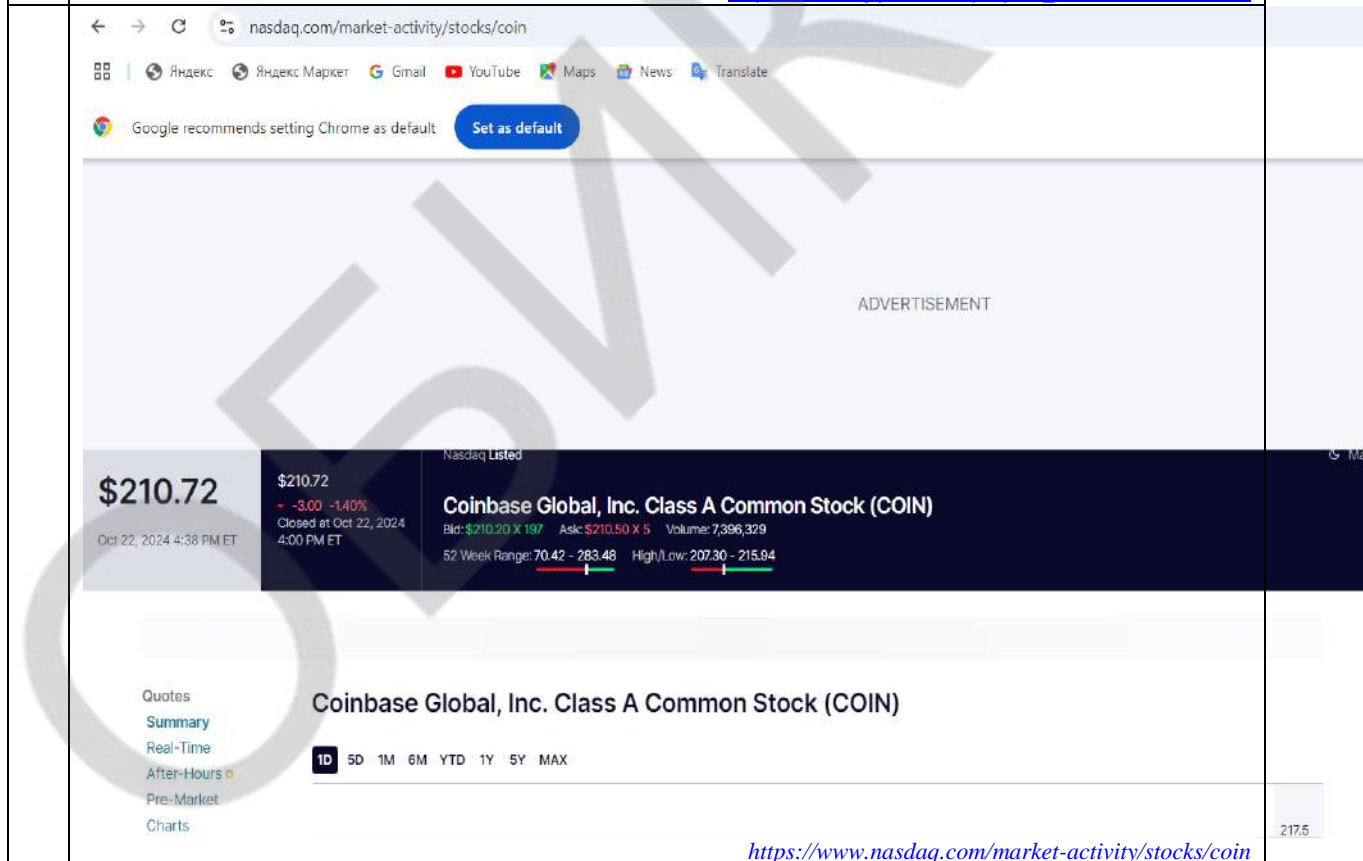 nasdaq.com/market-activity/stocks/coin
Яндекс Яндекс Маркет Gmail YouTube Maps News Translate
Google recommends setting Chrome as default Set as default
ADVERTISEMENT
Nasdaq Listed
$210.72
Oct 22, 2024 4:38 PM ET
$210.72
-3.00 -1.40%
Closed at Oct 22, 2024
4:00 PM ET
Coinbase Global, Inc. Class A Common Stock (COIN)
Bid: $210.20 X 197 Ask: $210.50 X 5 Volume: 7,396,329
52 Week Range: 70.42 - 283.48 High/Low: 207.30 - 215.94
Quotes
Summary
Real-Time
After-Hours
Pre-Market
Charts
Coinbase Global, Inc. Class A Common Stock (COIN)
1D 5D 1M 6M YTD 1Y 5Y MAX
217.5
https://www.nasdaq.com/market-activity/stocks/coin
ОБИК